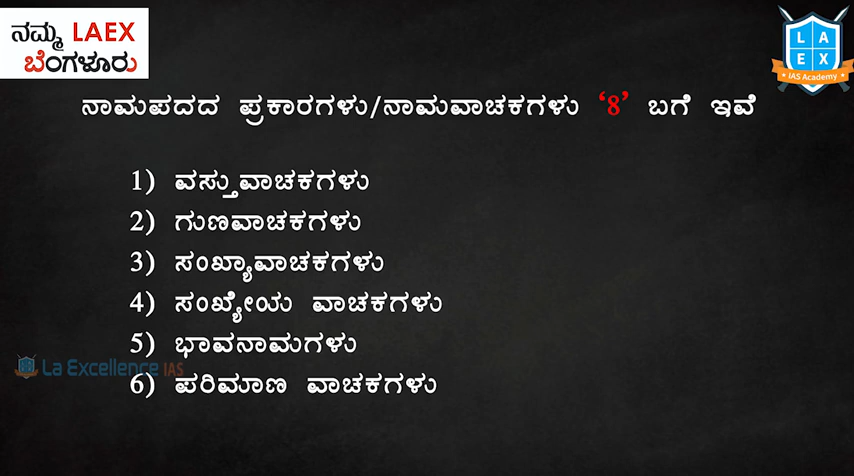 ನಮ್ಮ LAEX
ಬೆಂಗಳೂರು
L A
E X
IAS Academy
ನಾಮಪದದ ಪ್ರಕಾರಗಳು/ನಾಮವಾಚಕಗಳು ‘8’ ಬಗೆ ಇವೆ
1) ವಸ್ತುವಾಚಕಗಳು
2) ಗುಣವಾಚಕಗಳು
3) ಸಂಖ್ಯಾವಾಚಕಗಳು
4) ಸಂಖ್ಯೇಯ ವಾಚಕಗಳು
5) ಭಾವನಾಮಗಳು
La Excellence IAS
6) ಪರಿಮಾಣ ವಾಚಕಗಳು